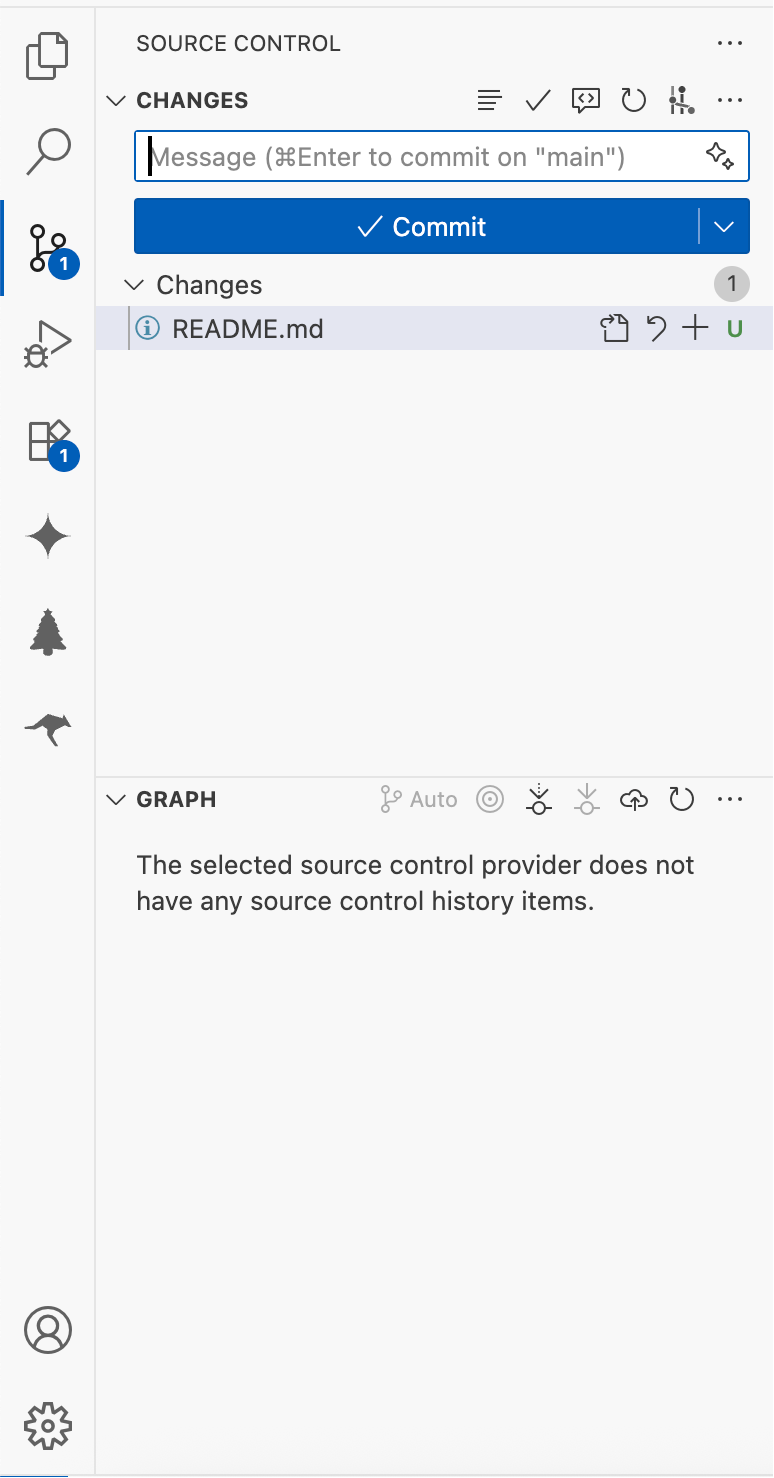 SOURCE CONTROL
CHANGES
Message (⌘Enter to commit on "main")
Commit
1
Changes
1
README.md
U
1
GRAPH
Auto
The selected source control provider does not
have any source control history items.